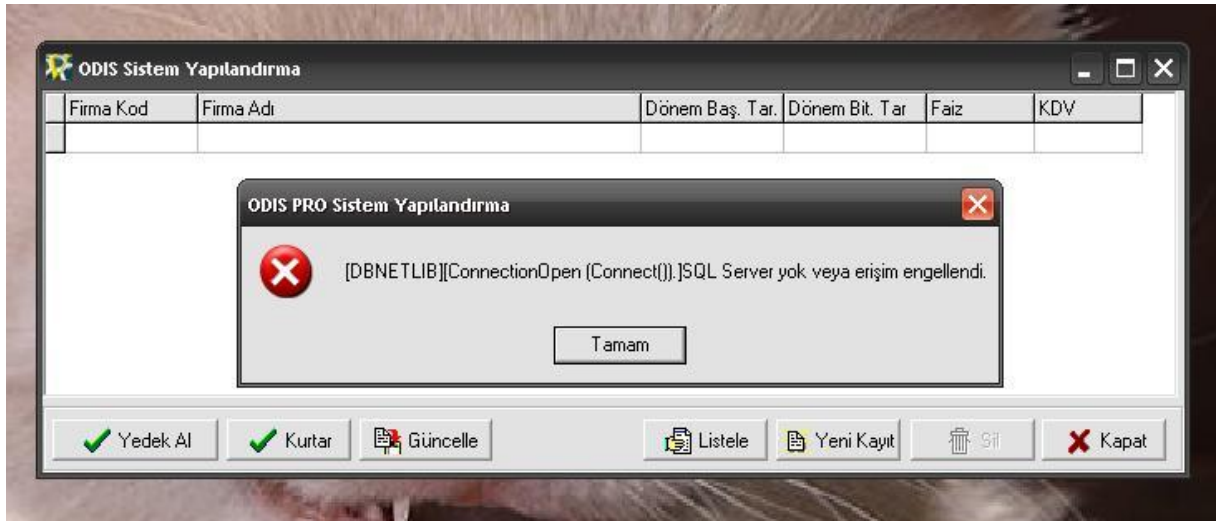 ODIS Sistem Yapılandırma
Firma Kod Firma Adı Dönem Baş. Tar. Dönem Bit. Tar Faiz KDV
ODIS PRO Sistem Yapılandırma
[DBNETLIB][ConnectionOpen (Connect()).]SQL Server yok veya erişim engellendi.
Tamam
Yedek Al Kurtar Güncelle Listele Yeni Kayıt Sil Kapat